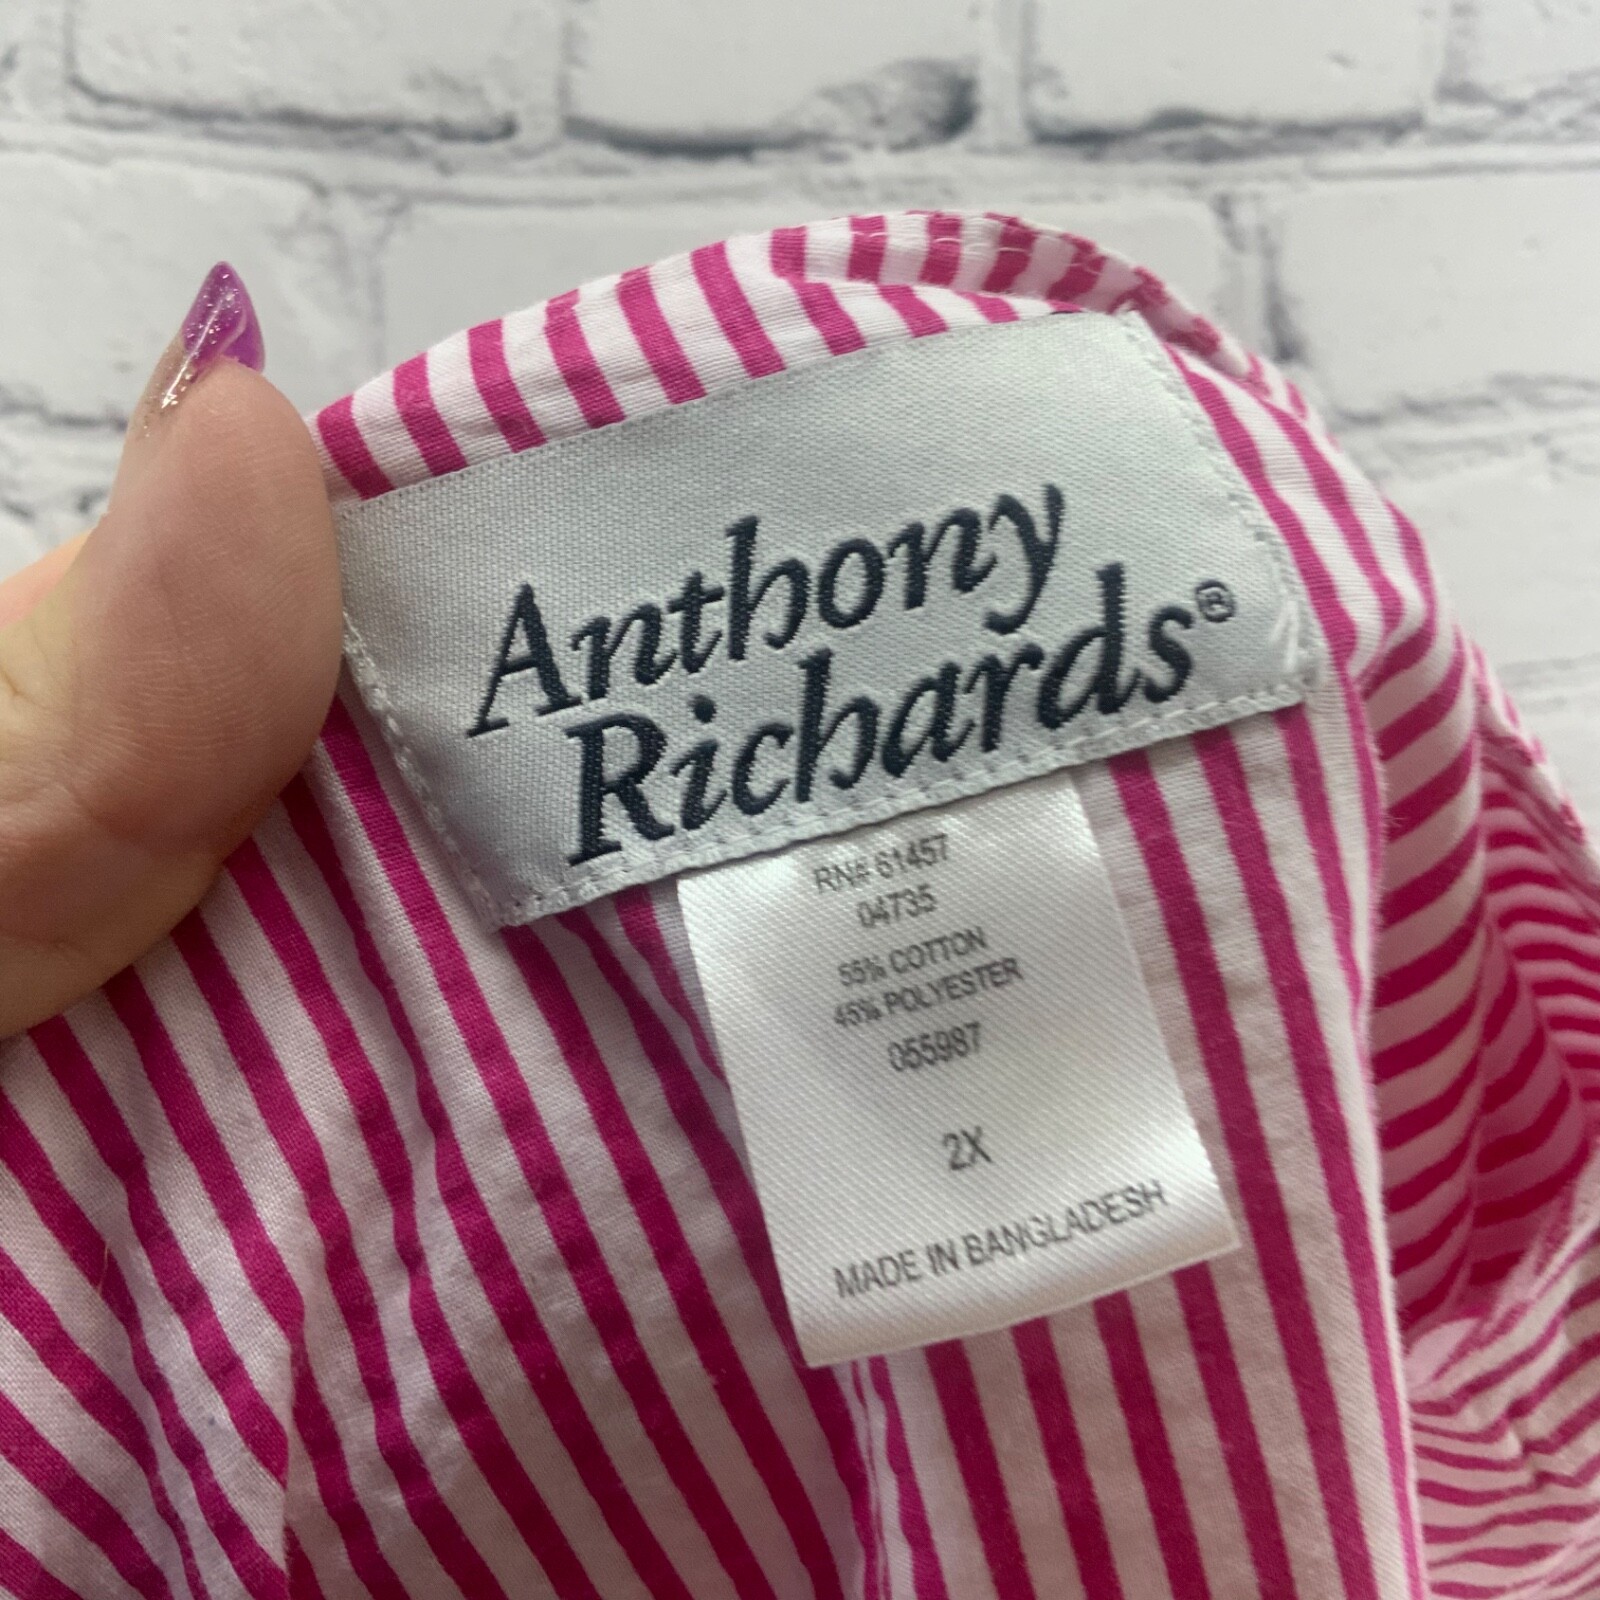 Anthony
Richards®
RN# 61457
04735
55% COTTON
45% POLYESTER
055987
2X
MADE IN BANGLADESH